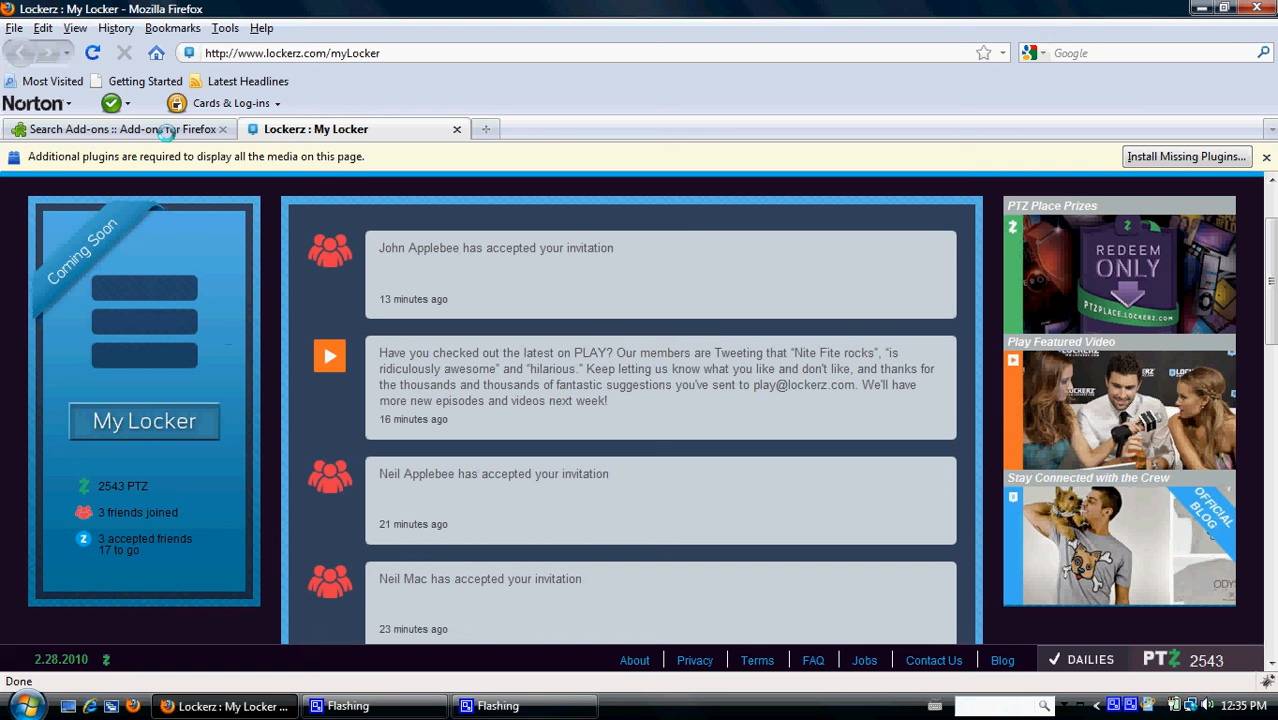 Lockerz : My Locker - Mozilla Firefox
File Edit View History Bookmarks Tools Help
http://www.lockerz.com/myLocker
Google
Most Visited Getting Started Latest Headlines
Norton Cards & Log-ins
Search Add-ons :: Add-ons for Firefox
Lockerz : My Locker
Additional plugins are required to display all the media on this page.
Install Missing Plugins...
Coming Soon
My Locker
2543 PTZ
3 friends joined
3 accepted friends
17 to go
John Applebee has accepted your invitation
13 minutes ago
Have you checked out the latest on PLAY? Our members are Tweeting that “Nite Fite rocks”, “is
ridiculously awesome” and “hilarious.” Keep letting us know what you like and don't like, and thanks for
the thousands and thousands of fantastic suggestions you've sent to play@lockerz.com. We'll have
more new episodes and videos next week!
16 minutes ago
Neil Applebee has accepted your invitation
21 minutes ago
Neil Mac has accepted your invitation
23 minutes ago
PTZ Place Prizes
REDEEM
ONLY
PTZPLACE.LOCKERZ.COM
Play Featured Video
Stay Connected with the Crew
OFFICIAL
BLOG
2.28.2010
About Privacy Terms FAQ Jobs Contact Us Blog
DAILIES
PTZ 2543
Done
Lockerz : My Locker ...
Flashing
Flashing
12:35 PM